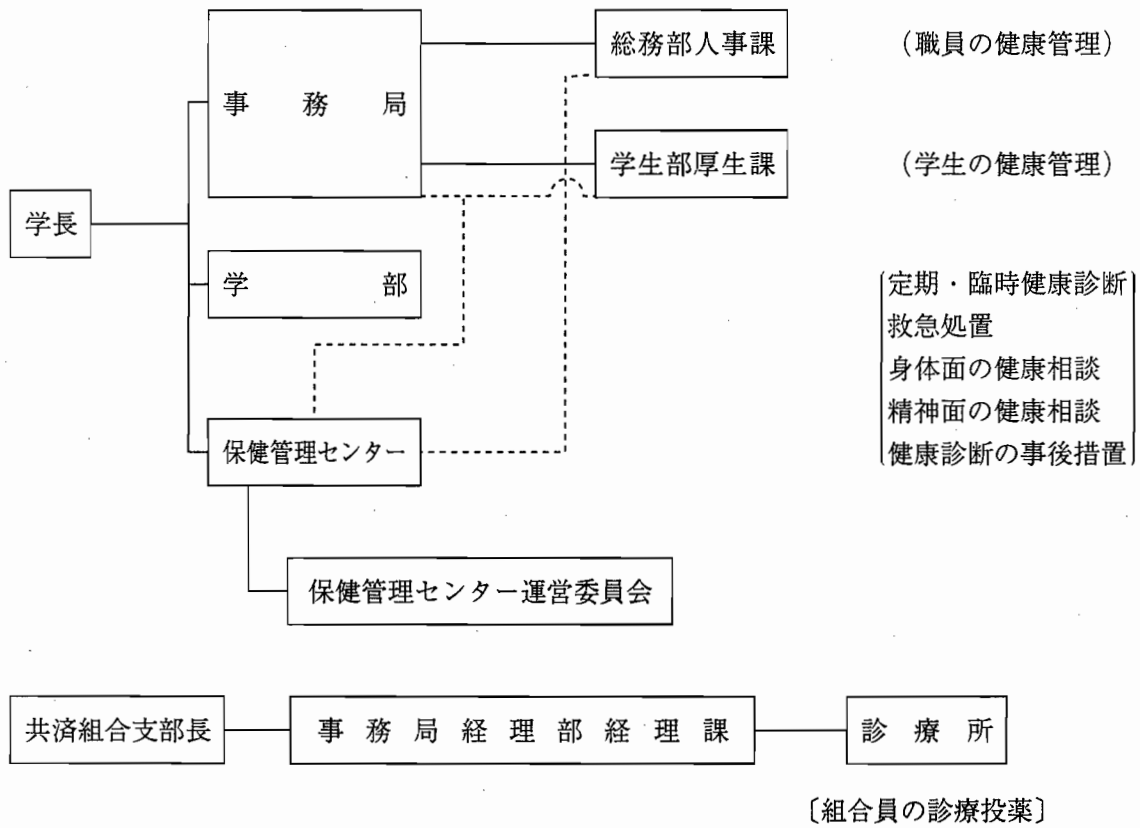 総務部人事課 (職員の健康管理)
事務局
学生部厚生課 (学生の健康管理)
学長
学部
定期・臨時健康診断
救急処置
身体面の健康相談
精神面の健康相談
健康診断の事後措置
保健管理センター
保健管理センター運営委員会
共済組合支部長 事務局経理部経理課 診療所
〔組合員の診療投薬〕